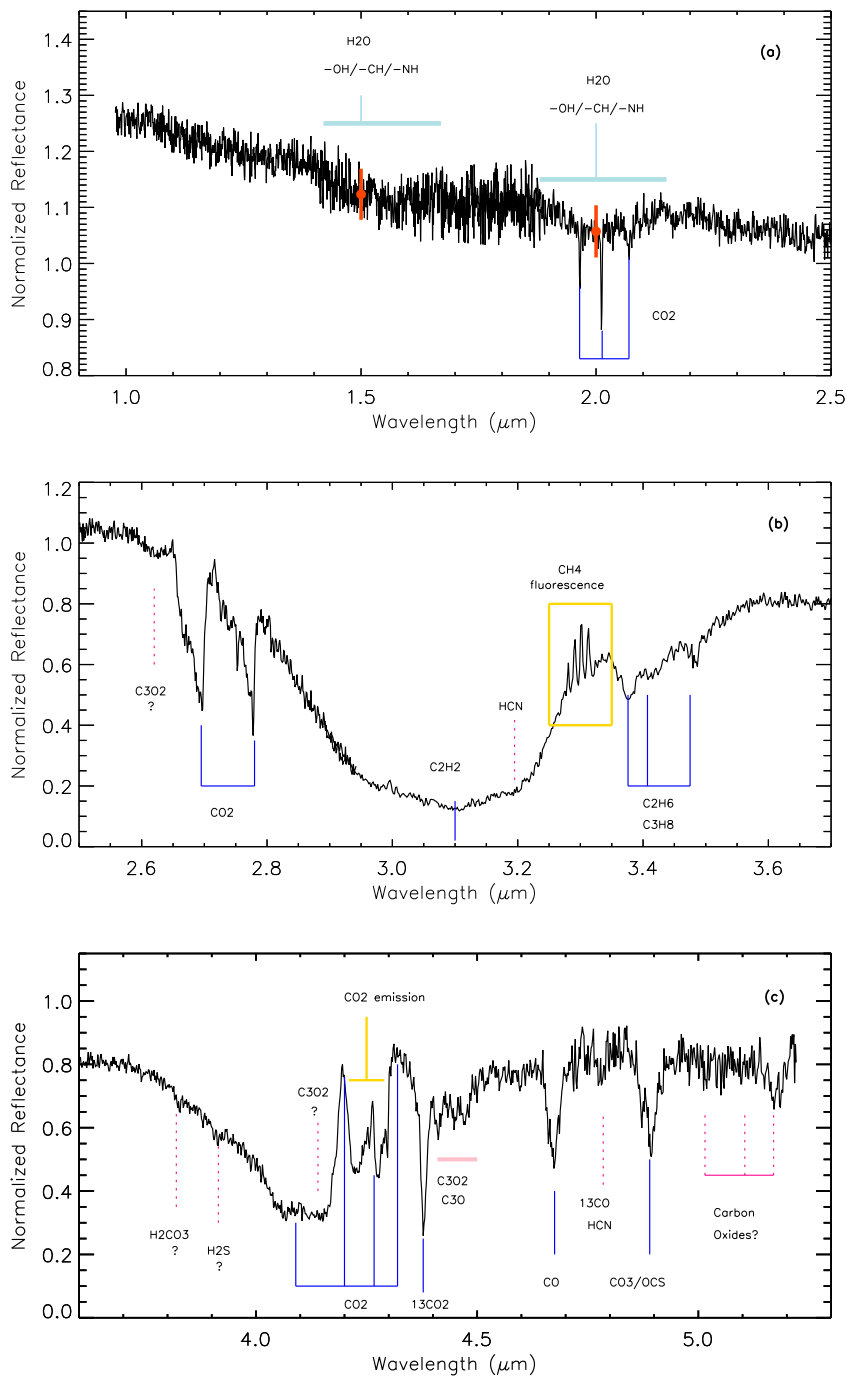 (a)
H2O
−OH/−CH/−NH
H2O
−OH/−CH/−NH
CO2
Normalized Reflectance
1.4
1.3
1.2
1.1
1.0
0.9
0.8
1.0 1.5 2.0 2.5
Wavelength (μm)
(b)
CH4
fluorescence
C3O2
?
HCN
C2H2
CO2
C2H6
C3H8
Normalized Reflectance
1.2
1.0
0.8
0.6
0.4
0.2
0.0
2.6 2.8 3.0 3.2 3.4 3.6
Wavelength (μm)
(c)
CO2 emission
C3O2
?
C3O2
C3O
13CO
HCN
Carbon
Oxides?
H2CO3
?
H2S
?
CO2
13CO2
CO
CO3/OCS
Normalized Reflectance
1.0
0.8
0.6
0.4
0.2
0.0
4.0 4.5 5.0
Wavelength (μm)